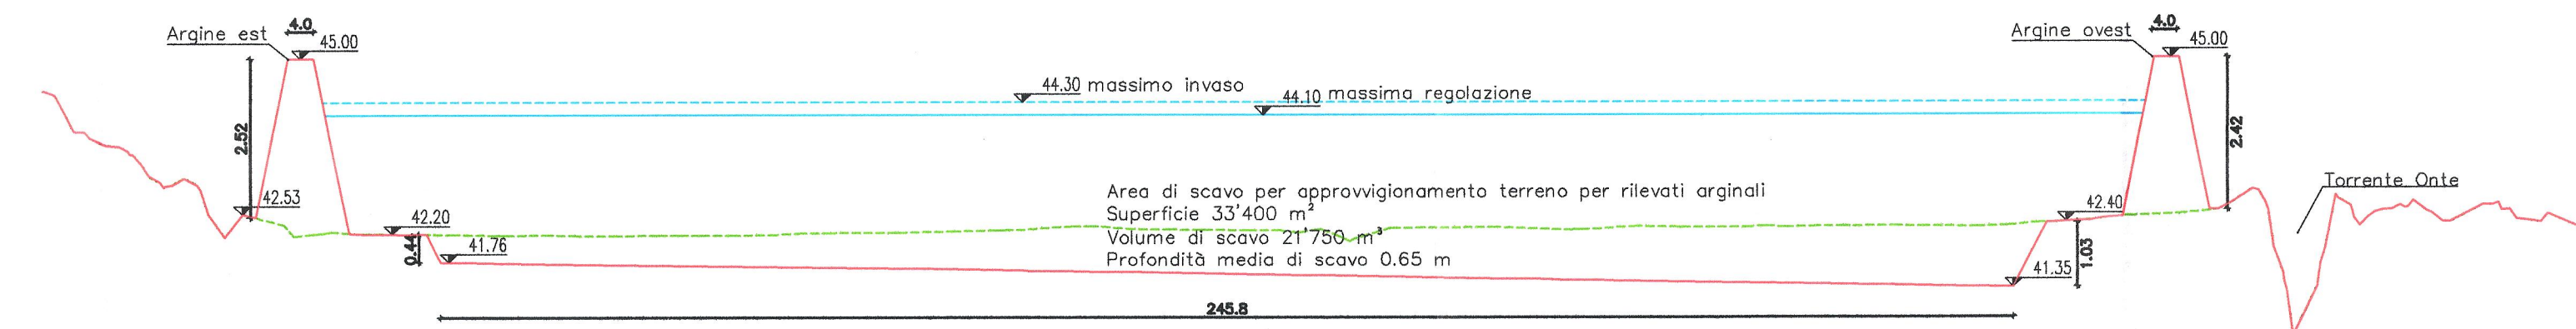 Argine est
4.0
45.00
2.52
42.53
42.20
0.44
41.76
44.30 massimo invaso
44.10 massima regolazione
Area di scavo per approvvigionamento terreno per rilevati arginali
Superficie 33'400 m²
Volume di scavo 21'750 m³
Profondità media di scavo 0.65 m
245.8
Argine ovest
4.0
45.00
2.42
42.40
1.03
41.35
Torrente Onte